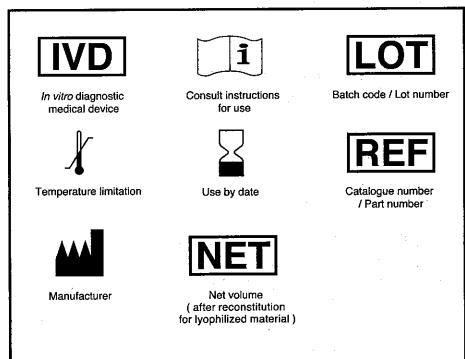 IVD
i
LOT
In vitro diagnostic
medical device
Consult instructions
for use
Batch code / Lot number
REF
Temperature limitation
Use by date
Catalogue number
/ Part number
NET
Manufacturer
Net volume
( after reconstitution
for lyophilized material )